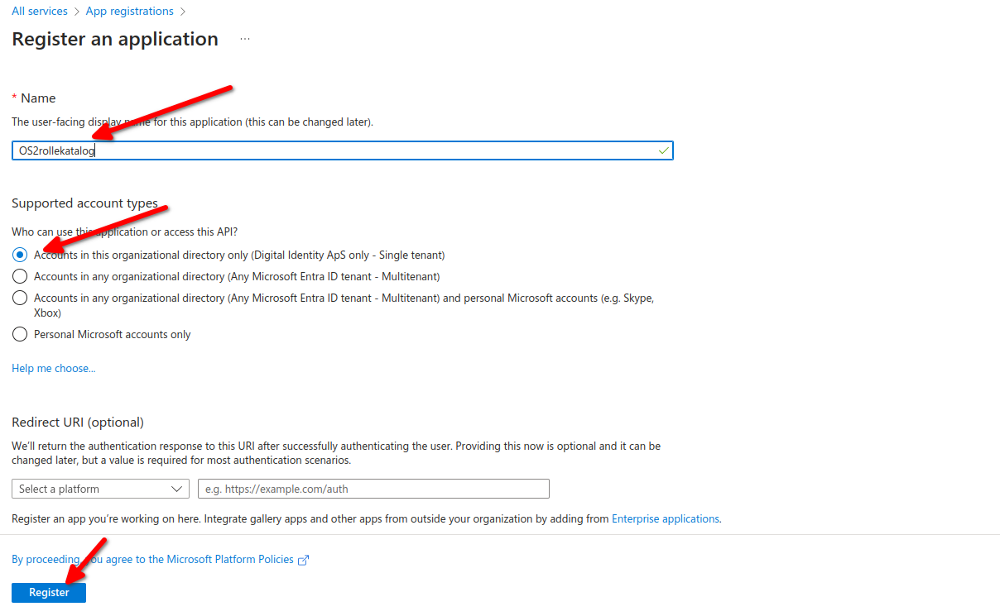 All services > App registrations >
Register an application ...
* Name
The user-facing display name for this application (this can be changed later).
OS2rollekatalog
Supported account types
Who can use this application or access this API?
Accounts in this organizational directory only (Digital Identity ApS only - Single tenant)
Accounts in any organizational directory (Any Microsoft Entra ID tenant - Multitenant)
Accounts in any organizational directory (Any Microsoft Entra ID tenant - Multitenant) and personal Microsoft accounts (e.g. Skype,
Xbox)
Personal Microsoft accounts only
Help me choose...
Redirect URI (optional)
We'll return the authentication response to this URI after successfully authenticating the user. Providing this now is optional and it can be
changed later, but a value is required for most authentication scenarios.
Select a platform e.g. https://example.com/auth
Register an app you're working on here. Integrate gallery apps and other apps from outside your organization by adding from Enterprise applications.
By proceeding, you agree to the Microsoft Platform Policies
Register